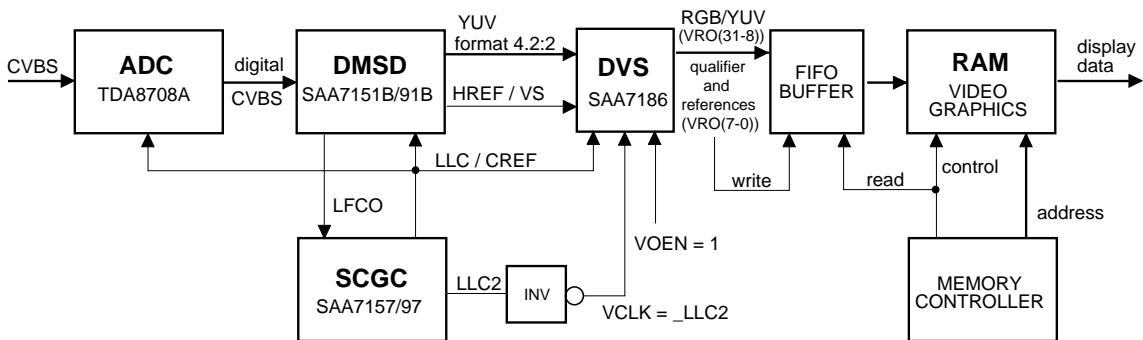 CVBS
ADC
TDA8708A
digital
CVBS
DMSD
SAA7151B/91B
YUV
format 4.2:2
HREF / VS
DVS
SAA7186
RGB/YUV
(VRO(31-8))
qualifier
and
references
(VRO(7-0))
FIFO
BUFFER
RAM
VIDEO
GRAPHICS
display
data
LLC / CREF
write
read
control
LFCO
VOEN = 1
address
SCGC
SAA7157/97
LLC2
INV
VCLK = _LLC2
MEMORY
CONTROLLER